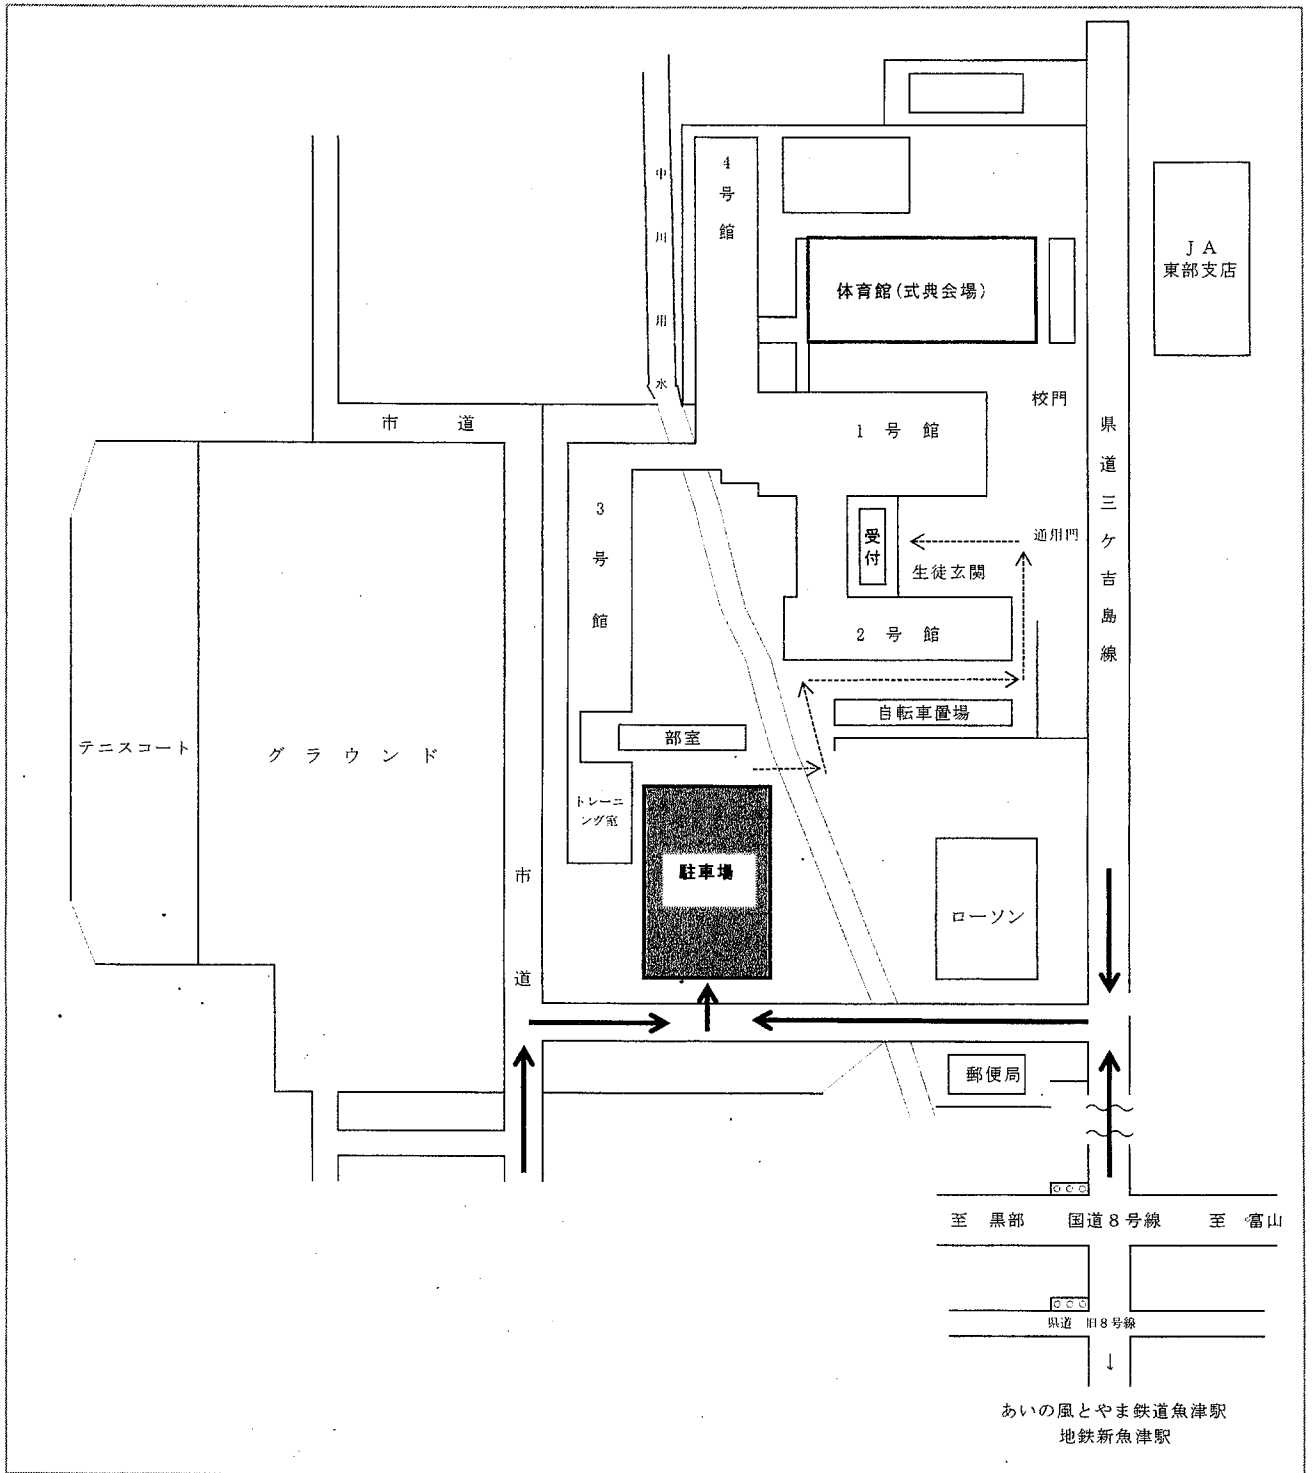 中川用水
4号館
JA
東部支店
体育館(式典会場)
校門
市道
1号館
県道三ケ吉島線
3号館
受付
通用門
生徒玄関
2号館
自転車置場
部室
テニスコート
グラウンド
トレーニ
ング室
駐車場
市道
ローソン
郵便局
至 黒部 国道8号線 至 富山
県道 旧8号線
↓
あいの風とやま鉄道魚津駅
地鉄新魚津駅